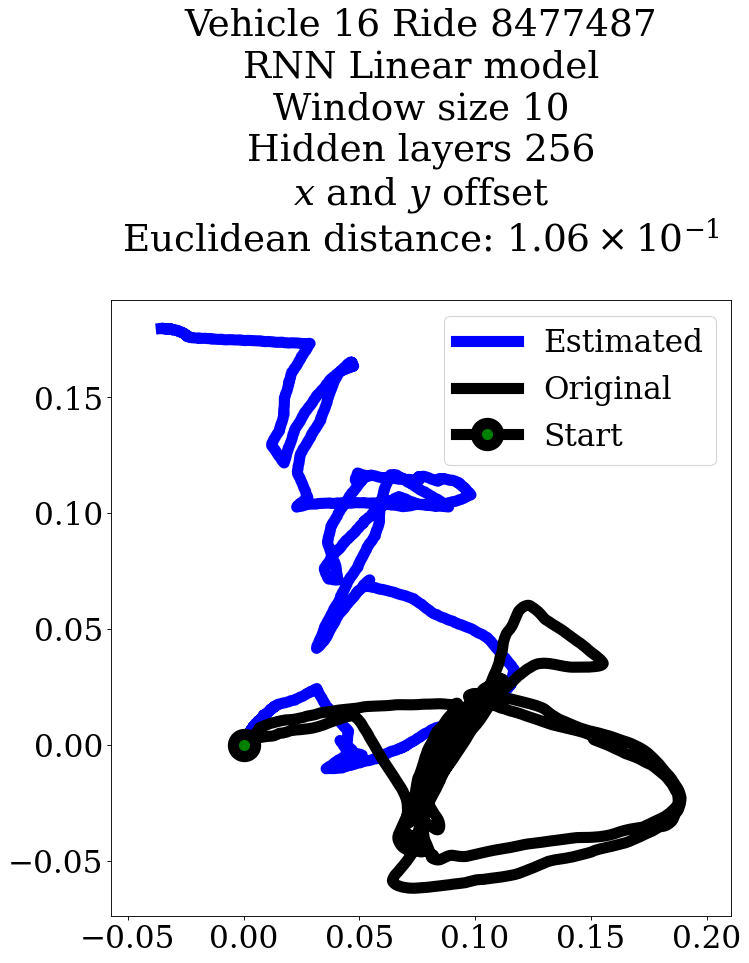 Vehicle 16 Ride 8477487
RNN Linear model
Window size 10
Hidden layers 256
x and y offset
Euclidean distance: 1.06 × 10⁻¹
Estimated
Original
Start
0.15
0.10
0.05
0.00
−0.05
−0.05 0.00 0.05 0.10 0.15 0.20